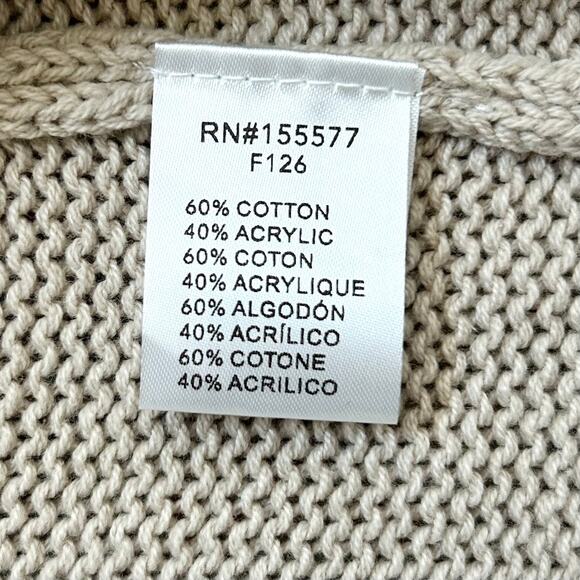 RN#155577
F126
60% COTTON
40% ACRYLIC
60% COTON
40% ACRYLIQUE
60% ALGODÓN
40% ACRÍLICO
60% COTONE
40% ACRILICO